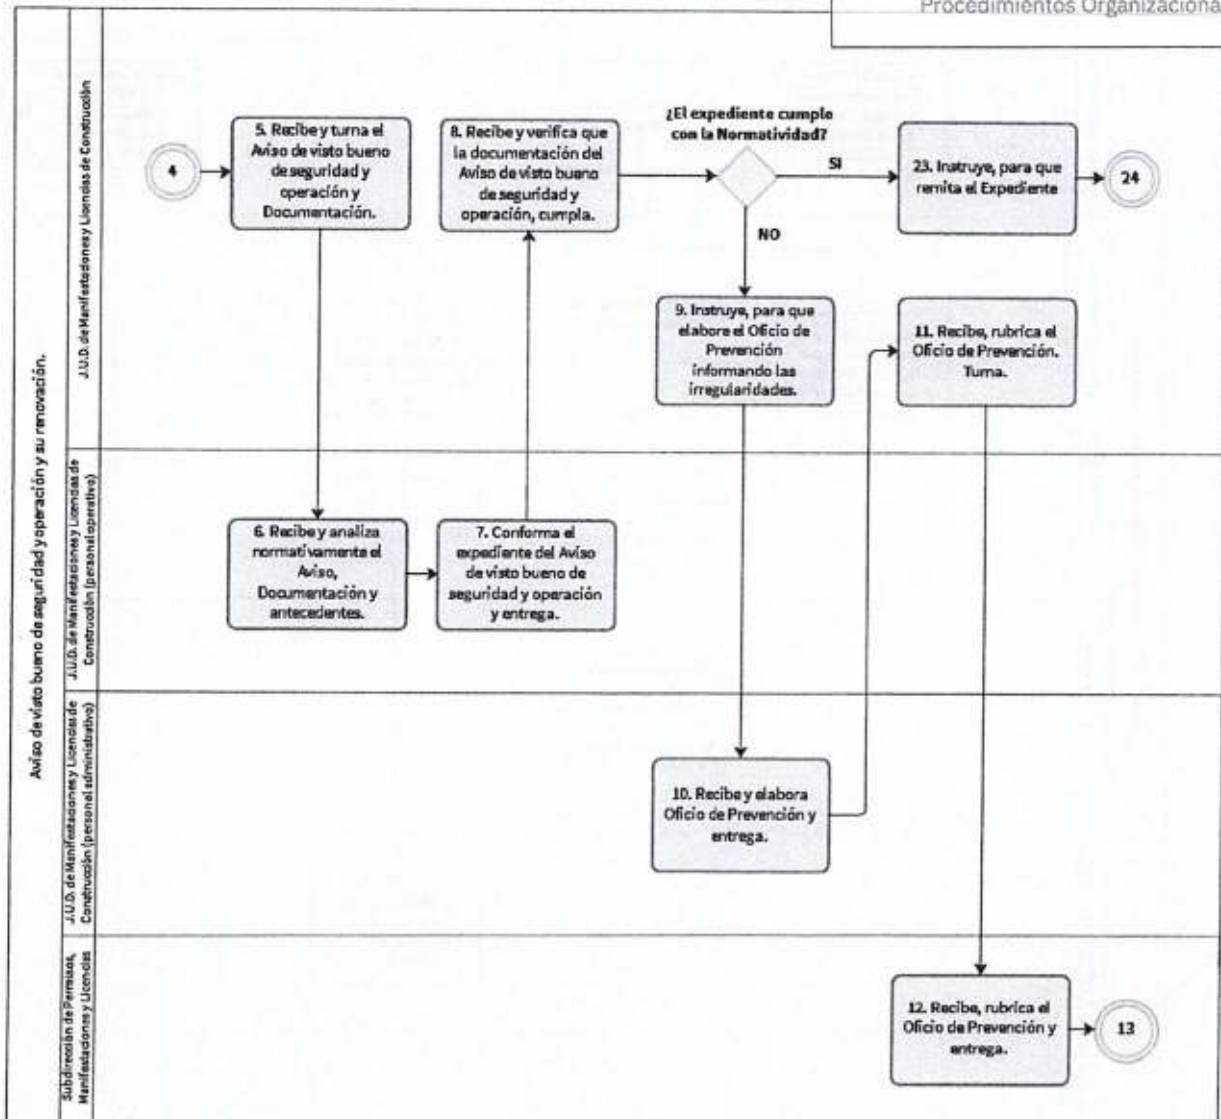 Procedimientos Organizaciona
Aviso de visto bueno de seguridad y operación y su renovación.
J.U.D. de Manifestaciones y Licencias de Construcción
4
5. Recibe y turna el
Aviso de visto bueno
de seguridad y
operación y
Documentación.
8. Recibe y verifica que
la documentación del
Aviso de visto bueno
de seguridad y
operación, cumpla.
¿El expediente cumple
con la Normatividad?
SI
NO
23. Instruye, para que
remita el Expediente
24
9. Instruye, para que
elabore el Oficio de
Prevención
informando las
irregularidades.
11. Recibe, rubrica el
Oficio de Prevención.
Turna.
J.U.D. de Manifestaciones y Licencias de
Construcción (personal operativo)
6. Recibe y analiza
normativamente el
Aviso,
Documentación y
antecedentes.
7. Conforma el
expediente del Aviso
de visto bueno de
seguridad y operación
y entrega.
J.U.D. de Manifestaciones y Licencias de
Construcción (personal administrativo)
10. Recibe y elabora
Oficio de Prevención y
entrega.
Subdirección de Permisos,
Manifestaciones y Licencias
12. Recibe, rubrica el
Oficio de Prevención y
entrega.
13